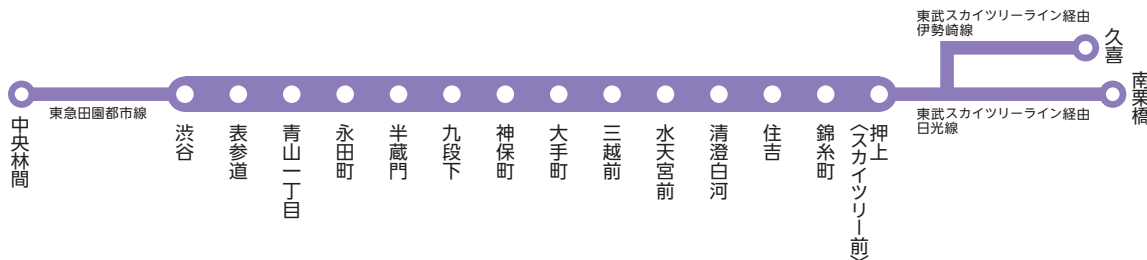 東武スカイツリーライン経由
伊勢崎線
久喜
南栗橋
東急田園都市線
東武スカイツリーライン経由
日光線
中央林間
渋谷
表参道
青山一丁目
永田町
半蔵門
九段下
神保町
大手町
三越前
水天宮前
清澄白河
住吉
錦糸町
押上
〈スカイツリー前〉